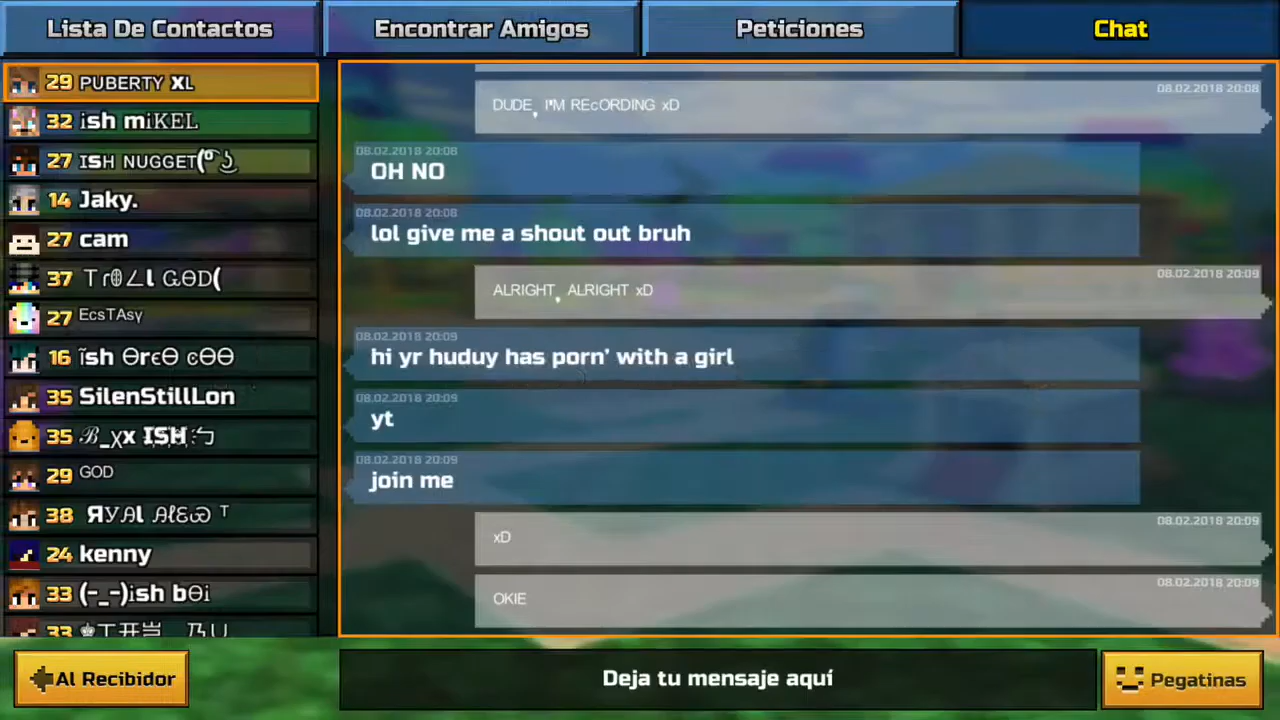 Lista De Contactos
Encontrar Amigos
Peticiones
Chat
29 PUBERTY XL
32 ish miKEL
27 ISH NUGGET(º ͜ʖ
14 Jaky.
27 cam
37
27 EcsTAsy
16 ĩsh ϴrєϴ cϴϴ
35 SilenStillLon
35 ℬ_χx ISH
29 GOD
38
24 kenny
33 (-_-)ish bϴi
33
08.02.2018 20:08
DUDE, I'M REcORDING xD
08.02.2018 20:08
OH NO
08.02.2018 20:08
lol give me a shout out bruh
08.02.2018 20:09
ALRIGHT, ALRIGHT xD
08.02.2018 20:09
hi yr huduy has porn’ with a girl
08.02.2018 20:09
yt
08.02.2018 20:09
join me
08.02.2018 20:09
xD
08.02.2018 20:09
OKIE
Al Recibidor
Deja tu mensaje aquí
Pegatinas